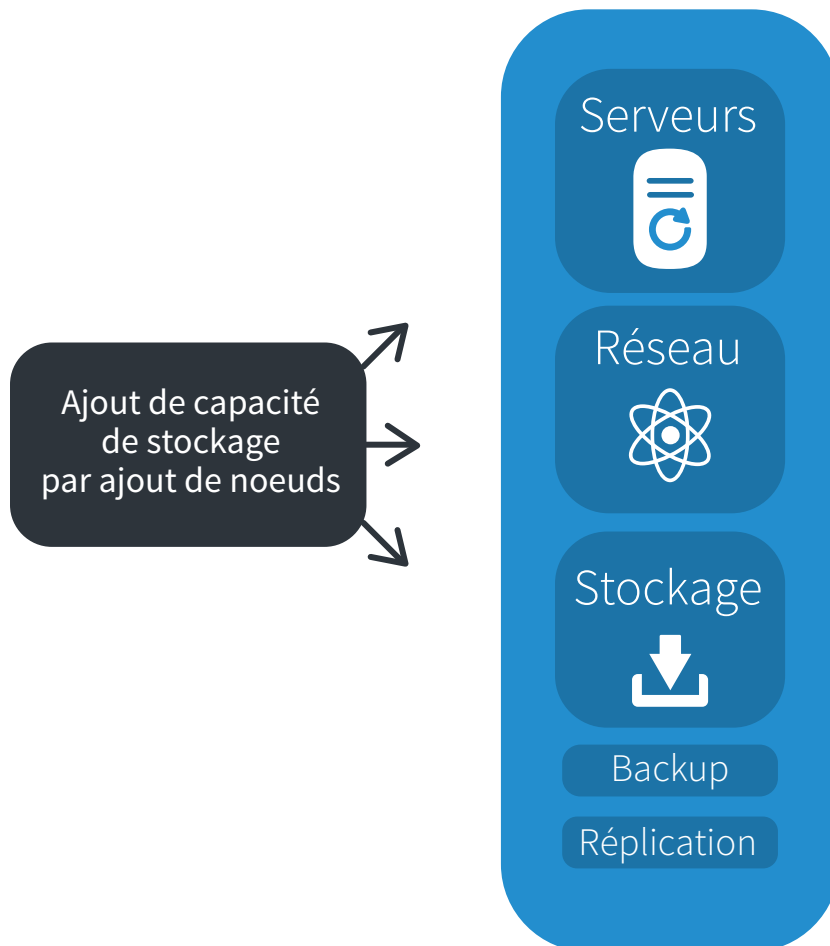 Serveurs
Réseau
Ajout de capacité
de stockage
par ajout de noeuds
Stockage
Backup
Réplication